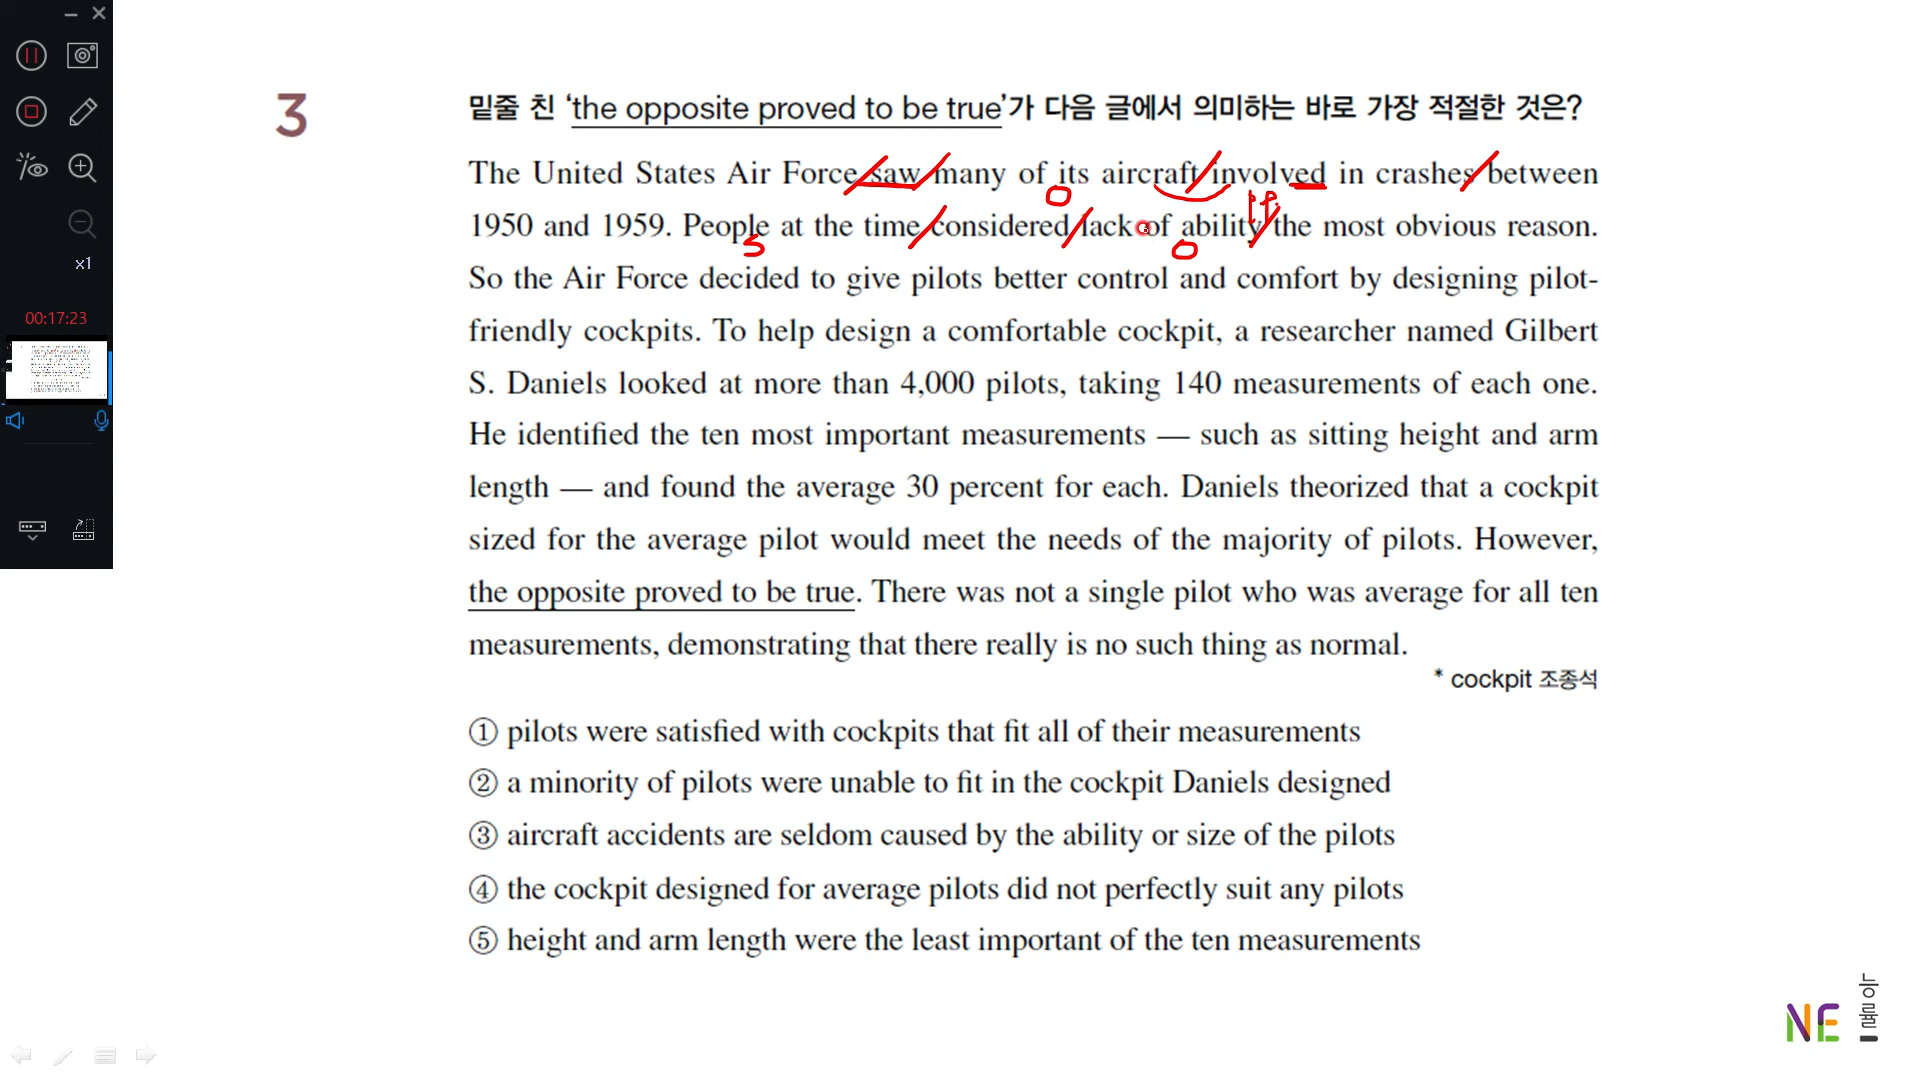 3
밑줄 친 ‘the opposite proved to be true’가 다음 글에서 의미하는 바로 가장 적절한 것은?
The United States Air Force saw many of its aircraft involved in crashes between
1950 and 1959. People at the time considered lack of ability the most obvious reason.
So the Air Force decided to give pilots better control and comfort by designing pilot-
friendly cockpits. To help design a comfortable cockpit, a researcher named Gilbert
S. Daniels looked at more than 4,000 pilots, taking 140 measurements of each one.
He identified the ten most important measurements — such as sitting height and arm
length — and found the average 30 percent for each. Daniels theorized that a cockpit
sized for the average pilot would meet the needs of the majority of pilots. However,
the opposite proved to be true. There was not a single pilot who was average for all ten
measurements, demonstrating that there really is no such thing as normal.
* cockpit 조종석
① pilots were satisfied with cockpits that fit all of their measurements
② a minority of pilots were unable to fit in the cockpit Daniels designed
③ aircraft accidents are seldom caused by the ability or size of the pilots
④ the cockpit designed for average pilots did not perfectly suit any pilots
⑤ height and arm length were the least important of the ten measurements
x1
00:17:23
O
S
O
p.p.
NE 능률